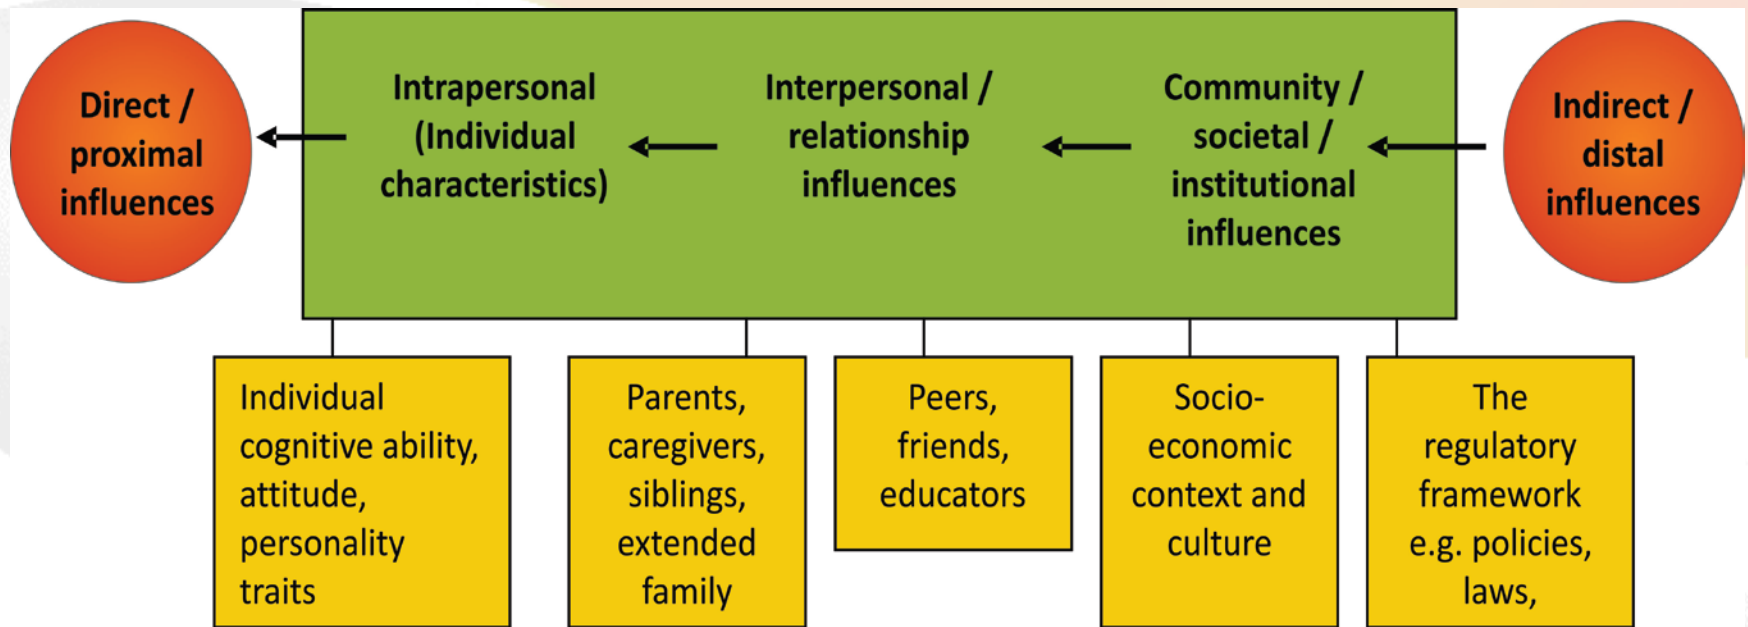 Direct /
proximal
influences
Intrapersonal
(Individual
characteristics)
Interpersonal /
relationship
influences
Community /
societal /
institutional
influences
Indirect /
distal
influences
Individual
cognitive ability,
attitude,
personality
traits
Parents,
caregivers,
siblings,
extended
family
Peers,
friends,
educators
Socio-
economic
context and
culture
The
regulatory
framework
e.g. policies,
laws,